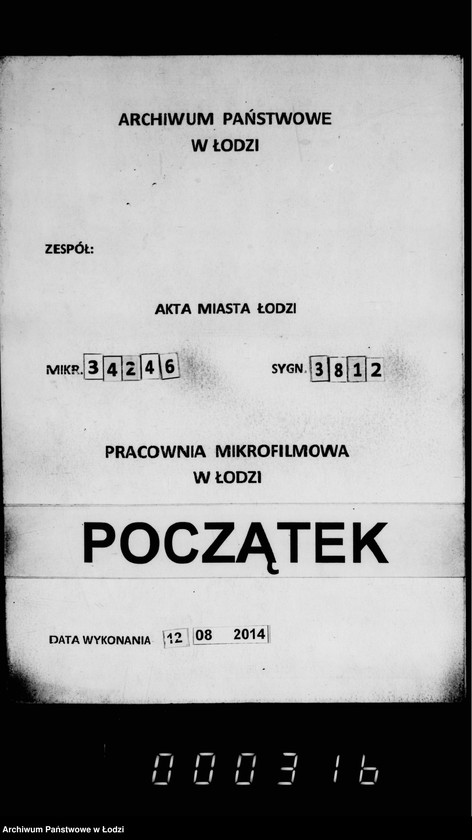 ARCHIWUM PAŃSTWOWE
W ŁODZI
ZESPÓŁ:
AKTA MIASTA ŁODZI
MIKR. 34246 SYGN. 3812
PRACOWNIA MIKROFILMOWA
W ŁODZI
POCZĄTEK
DATA WYKONANIA 12 08 2014
000316
Archiwum Państwowe w Łodzi